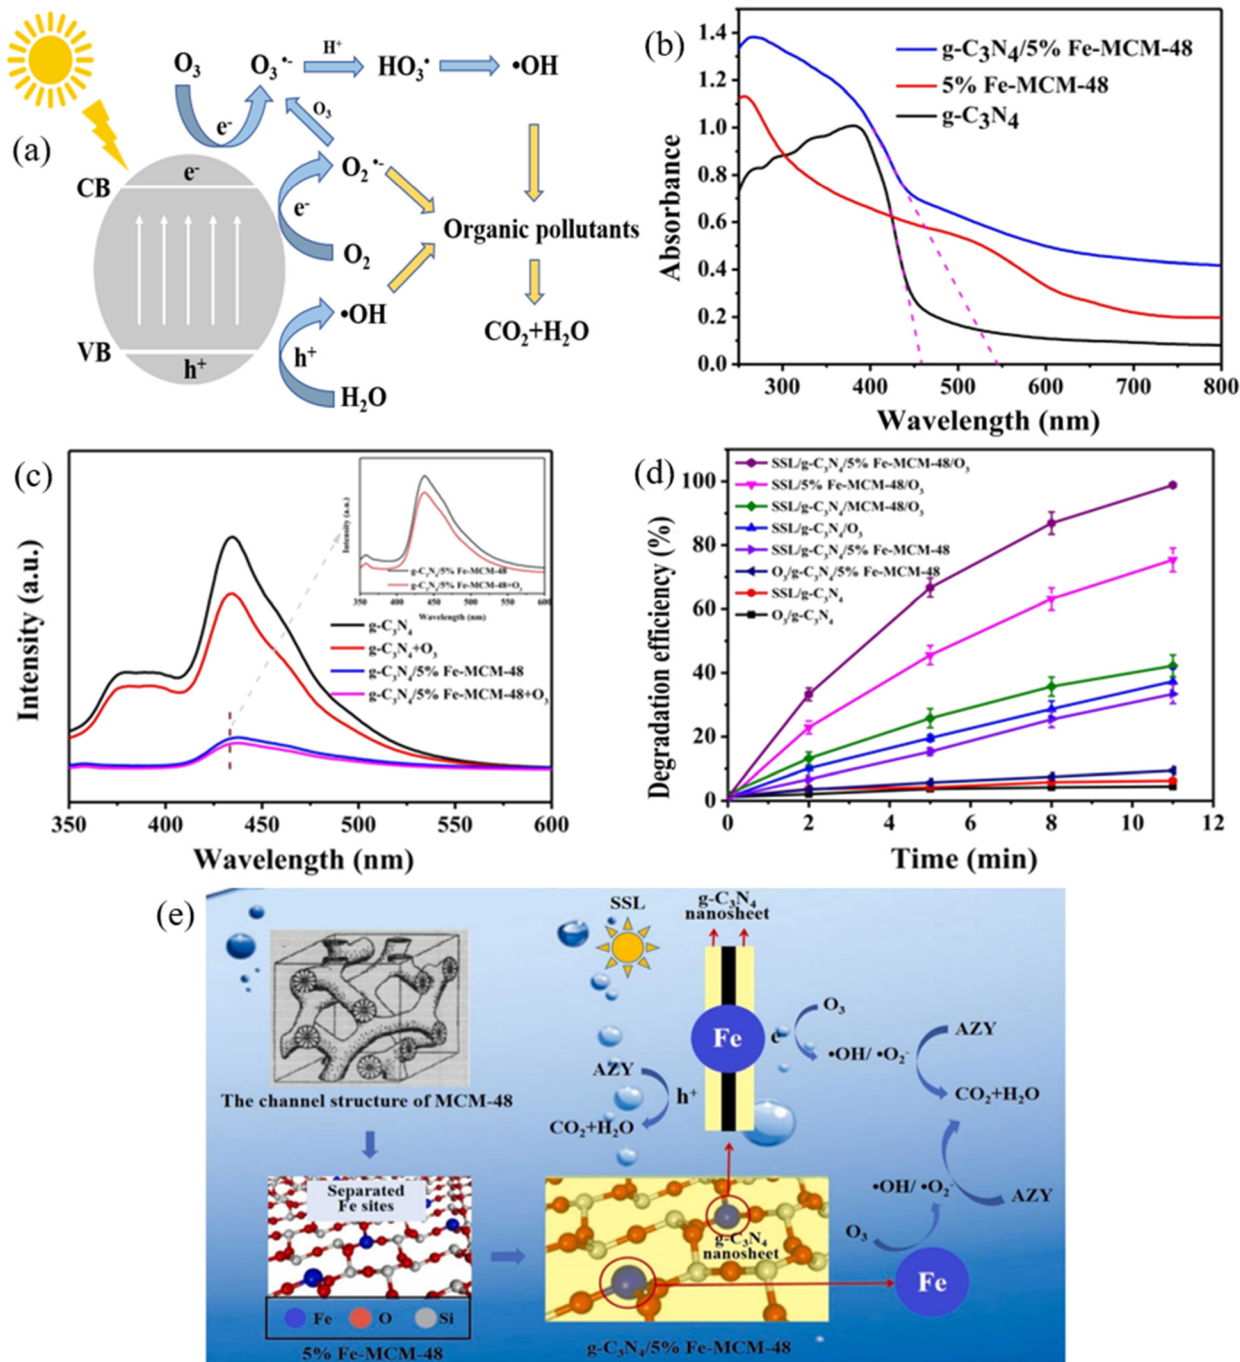 (a)
O₃
O₃•-
H⁺
HO₃•
•OH
e⁻
O₃
CB
e⁻
O₂•-
e⁻
Organic pollutants
O₂
•OH
CO₂+H₂O
VB
h⁺
h⁺
H₂O
(b)
g-C₃N₄/5% Fe-MCM-48
5% Fe-MCM-48
g-C₃N₄
Absorbance
1.4
1.2
1.0
0.8
0.6
0.4
0.2
0.0
300
400
500
600
700
800
Wavelength (nm)
(c)
Intensity (a.u.)
Intensity (a.u.)
g-C₃N₄/5% Fe-MCM-48
g-C₃N₄/5% Fe-MCM-48+O₃
350
400
450
500
550
600
Wavelength (nm)
g-C₃N₄
g-C₃N₄+O₃
g-C₃N₄/5% Fe-MCM-48
g-C₃N₄/5% Fe-MCM-48+O₃
350
400
450
500
550
600
Wavelength (nm)
(d)
Degradation efficiency (%)
SSL/g-C₃N₄/5% Fe-MCM-48/O₃
SSL/5% Fe-MCM-48/O₃
SSL/g-C₃N₄/MCM-48/O₃
SSL/g-C₃N₄/O₃
SSL/g-C₃N₄/5% Fe-MCM-48
O₃/g-C₃N₄/5% Fe-MCM-48
SSL/g-C₃N₄
O₃/g-C₃N₄
100
80
60
40
20
0
0
2
4
6
8
10
12
Time (min)
(e)
The channel structure of MCM-48
Separated
Fe sites
Fe
O
Si
5% Fe-MCM-48
SSL
g-C₃N₄
nanosheet
Fe
e⁻
O₃
•OH/ •O₂⁻
AZY
CO₂+H₂O
AZY
h⁺
CO₂+H₂O
g-C₃N₄
nanosheet
g-C₃N₄/5% Fe-MCM-48
•OH/ •O₂⁻
AZY
O₃
Fe